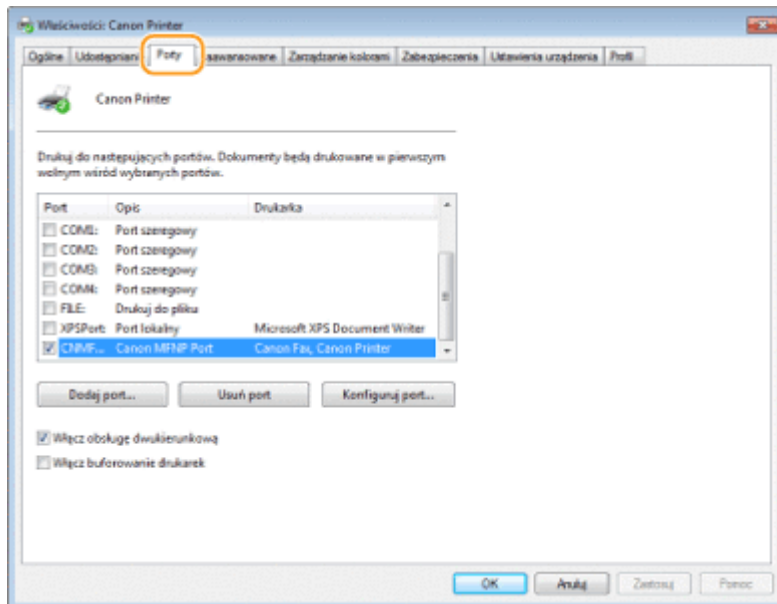 Właściwości: Canon Printer
Ogólne Udostępniani Porty aawansowane Zarządzanie kolorami Zabezpieczenia Ustawienia urządzenia Profil
Canon Printer
Drukuj do następujących portów. Dokumenty będą drukowane w pierwszym
wolnym wśród wybranych portów.
Port Opis Drukarka
COM1: Port szeregowy
COM2: Port szeregowy
COM3: Port szeregowy
COM4: Port szeregowy
FILE: Drukuj do pliku
XPSPort: Port lokalny Microsoft XPS Document Writer
CNMF... Canon MFNP Port Canon Fax, Canon Printer
Dodaj port... Usuń port Konfiguruj port...
Włącz obsługę dwukierunkową
Włącz buforowanie drukarek
OK Anuluj Zastosuj Pomoc